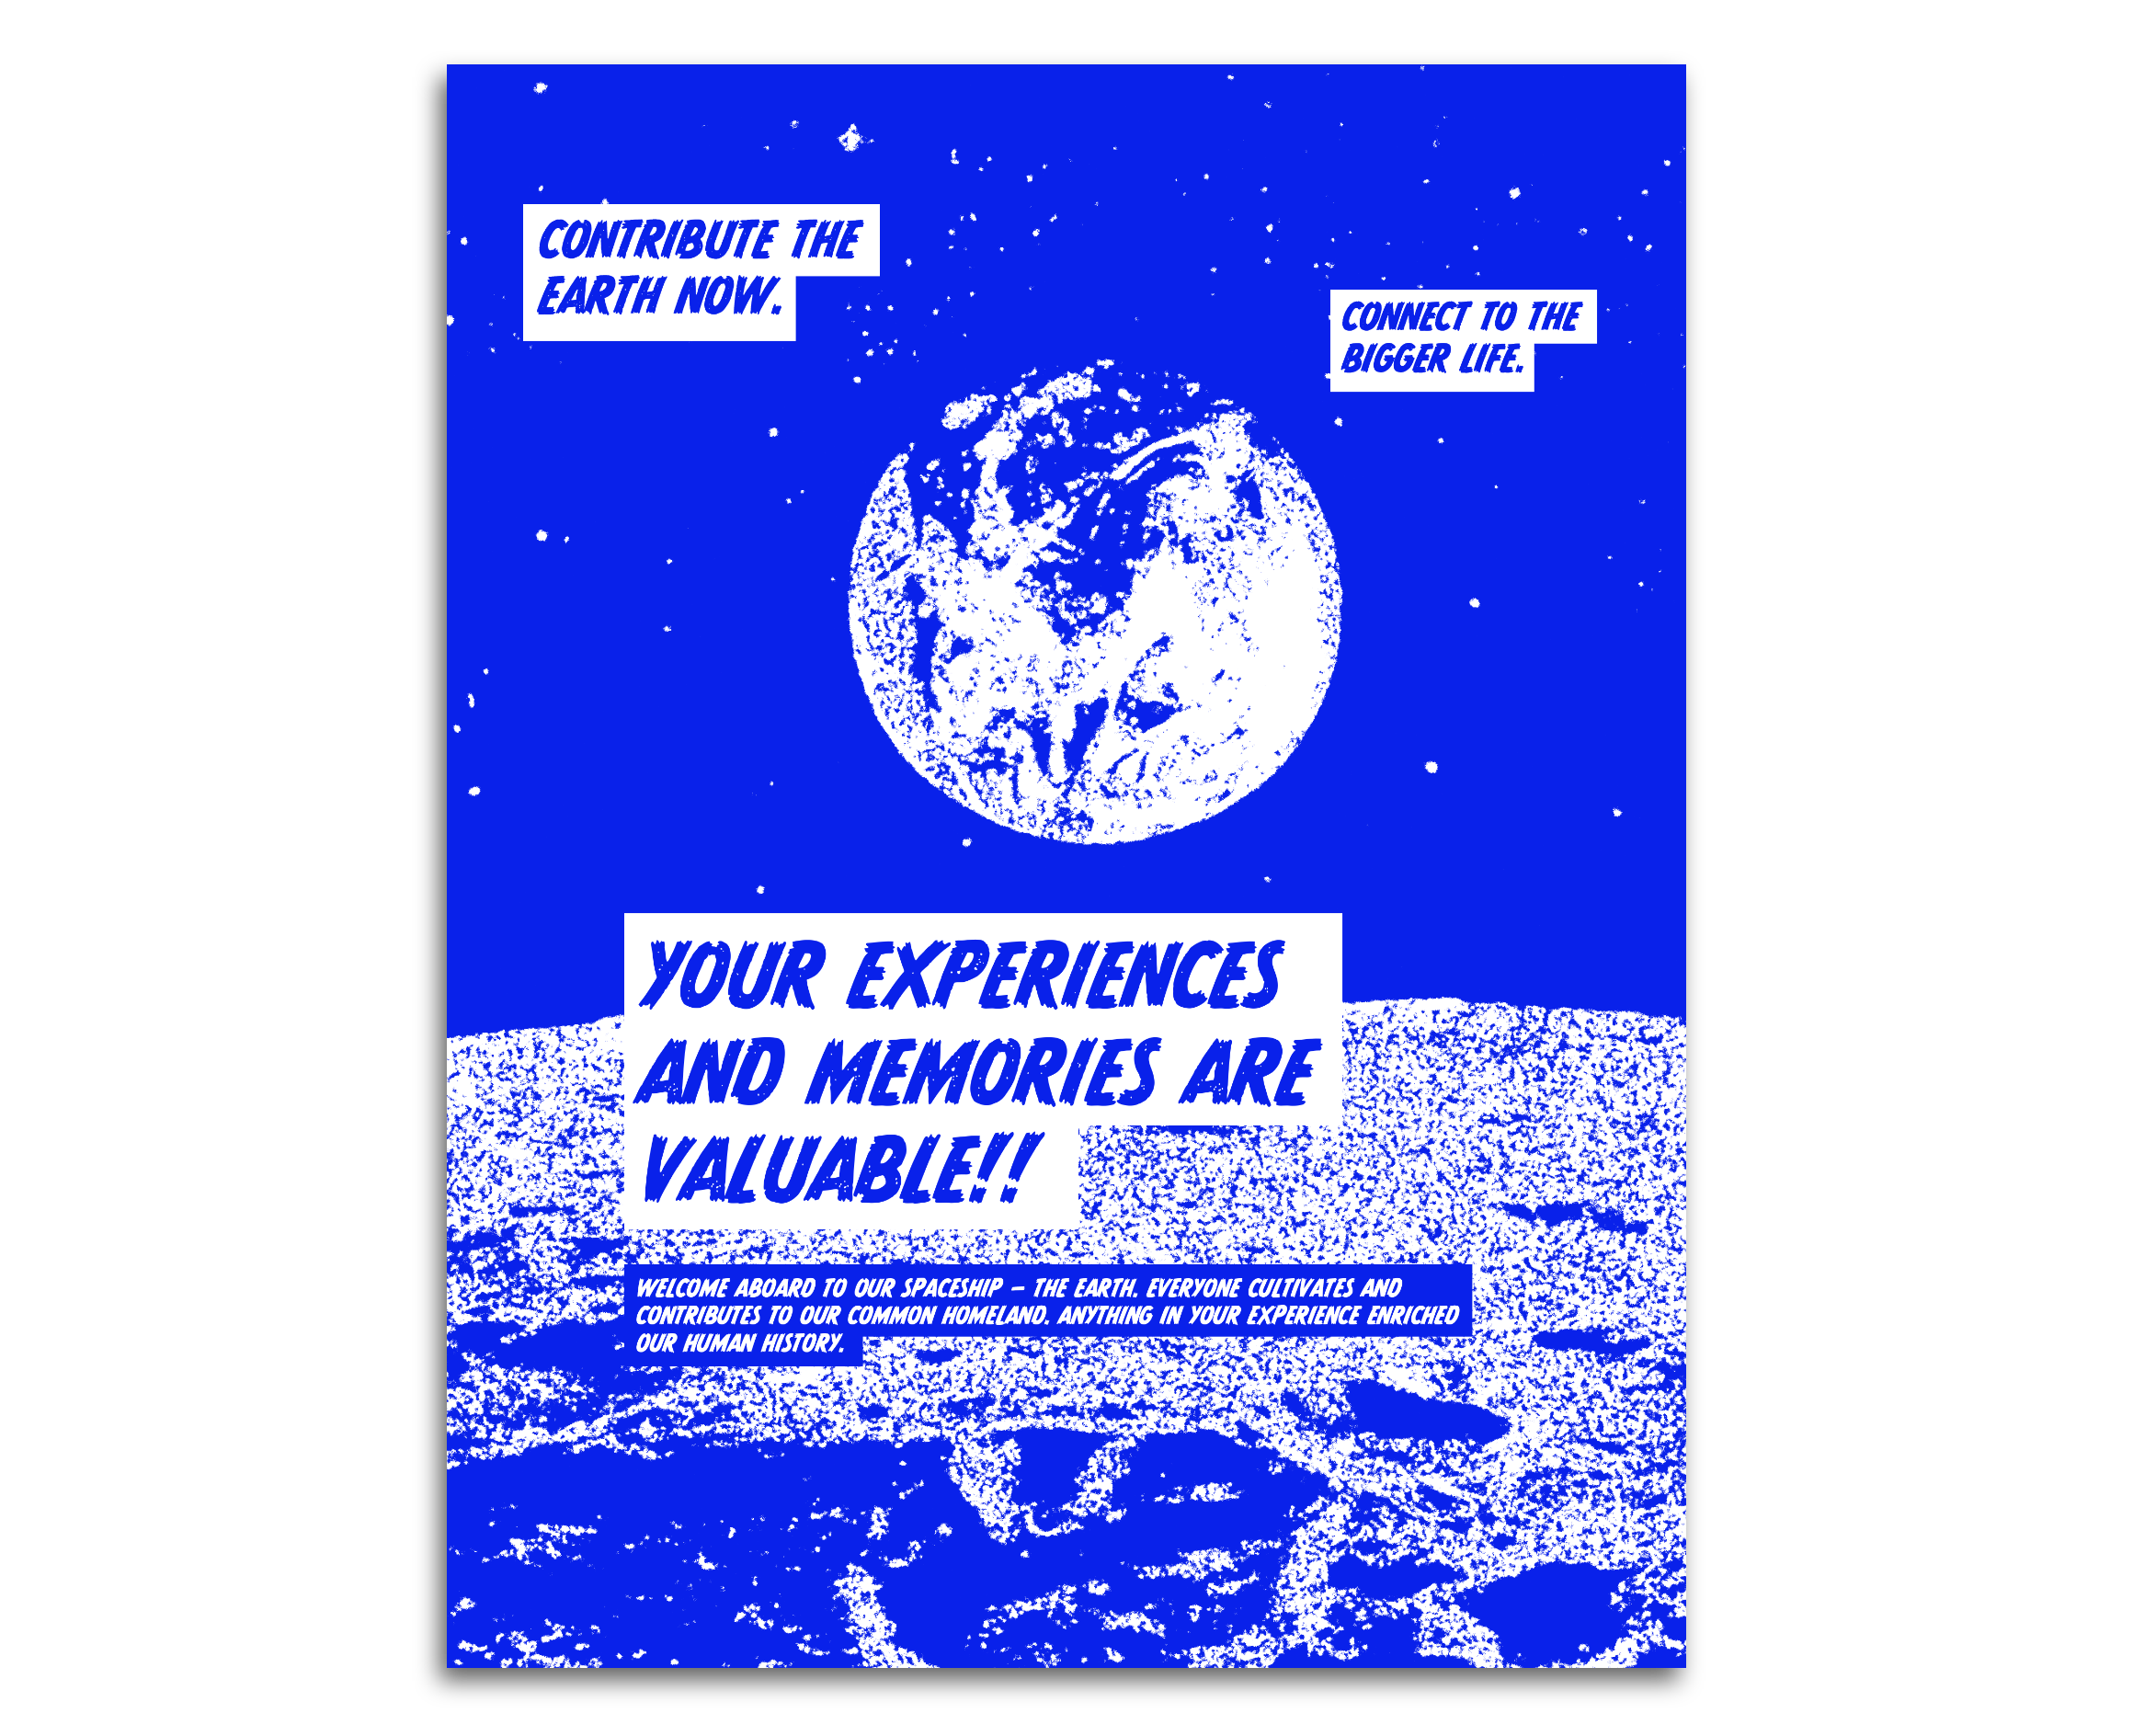 CONTRIBUTE THE
EARTH NOW.
CONNECT TO THE
BIGGER LIFE.
YOUR EXPERIENCES
AND MEMORIES ARE
VALUABLE!!
WELCOME ABOARD TO OUR SPACESHIP – THE EARTH. EVERYONE CULTIVATES AND
CONTRIBUTES TO OUR COMMON HOMELAND. ANYTHING IN YOUR EXPERIENCE ENRICHED
OUR HUMAN HISTORY.